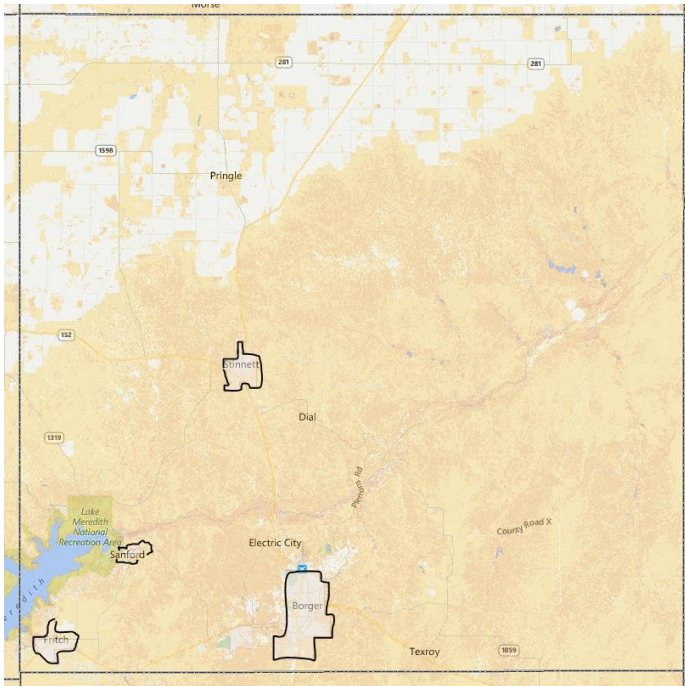 Morse
281
281
1598
Pringle
152
Stinnett
Dial
1319
Plemons Rd
County Road X
Lake
Meredith
National
Recreation Area
Electric City
Sanford
Borger
Fritch
Texroy
1059